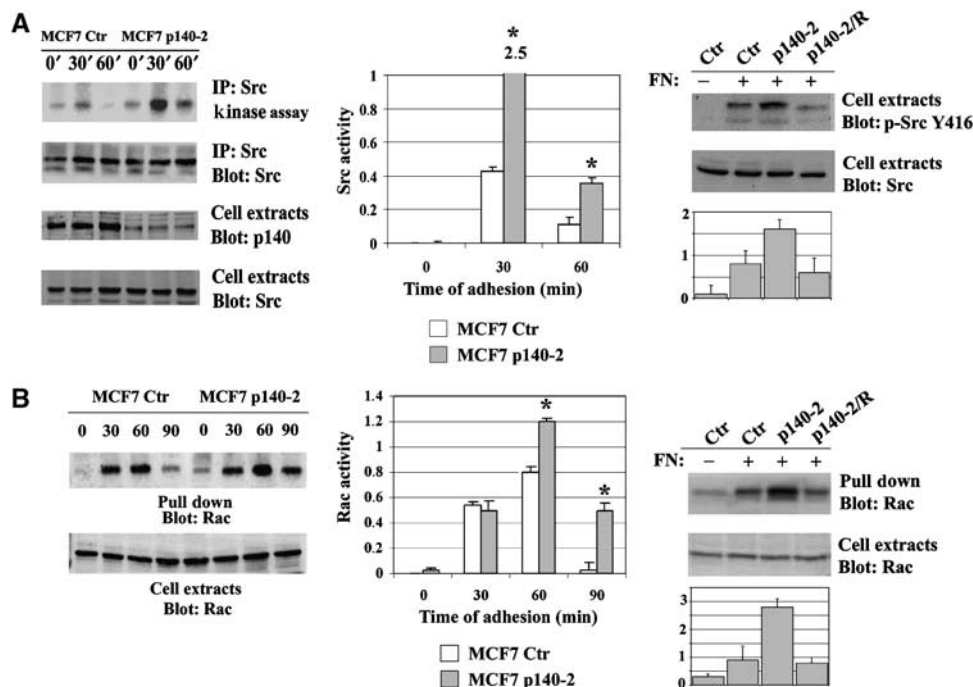 A
MCF7 Ctr MCF7 p140-2
0′ 30′ 60′ 0′ 30′ 60′
IP: Src
kinase assay
IP: Src
Blot: Src
Cell extracts
Blot: p140
Cell extracts
Blot: Src
*
2.5
*
1
0.8
0.6
0.4
0.2
0
Src activity
0 30 60
Time of adhesion (min)
MCF7 Ctr
MCF7 p140-2
Ctr Ctr p140-2 p140-2/R
FN: – + + +
Cell extracts
Blot: p-Src Y416
Cell extracts
Blot: Src
2
1
0
B
MCF7 Ctr MCF7 p140-2
0 30 60 90 0 30 60 90
Pull down
Blot: Rac
Cell extracts
Blot: Rac
1.4
1.2
1
0.8
0.6
0.4
0.2
0
*
*
Rac activity
0 30 60 90
Time of adhesion (min)
MCF7 Ctr
MCF7 p140-2
Ctr Ctr p140-2 p140-2/R
FN: – + + +
Pull down
Blot: Rac
Cell extracts
Blot: Rac
3
2
1
0